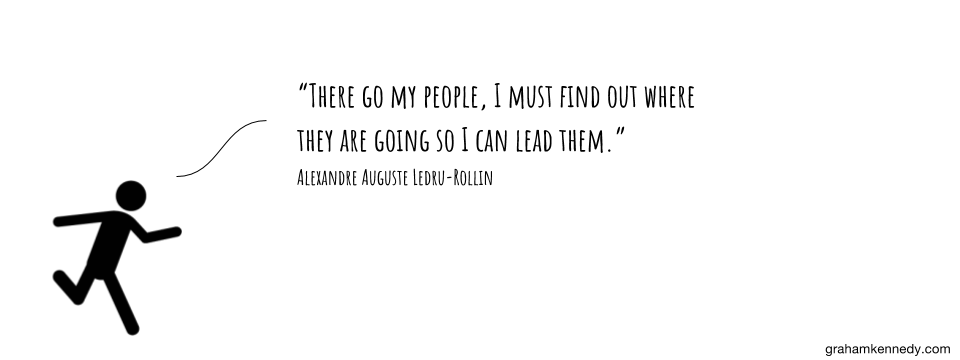 “There go my people, I must find out where
they are going so I can lead them.”
Alexandre Auguste Ledru-Rollin
grahamkennedy.com